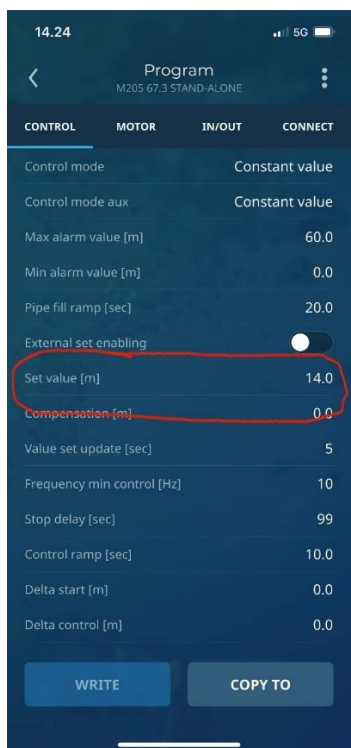 14.24 5G
Program
M205 67.3 STAND-ALONE
CONTROL MOTOR IN/OUT CONNECT
Control mode Constant value
Control mode aux Constant value
Max alarm value [m] 60.0
Min alarm value [m] 0.0
Pipe fill ramp [sec] 20.0
External set enabling
Set value [m] 14.0
Compensation [m] 0.0
Value set update [sec] 5
Frequency min control [Hz] 10
Stop delay [sec] 99
Control ramp [sec] 10.0
Delta start [m] 0.0
Delta control [m] 0.0
WRITE COPY TO